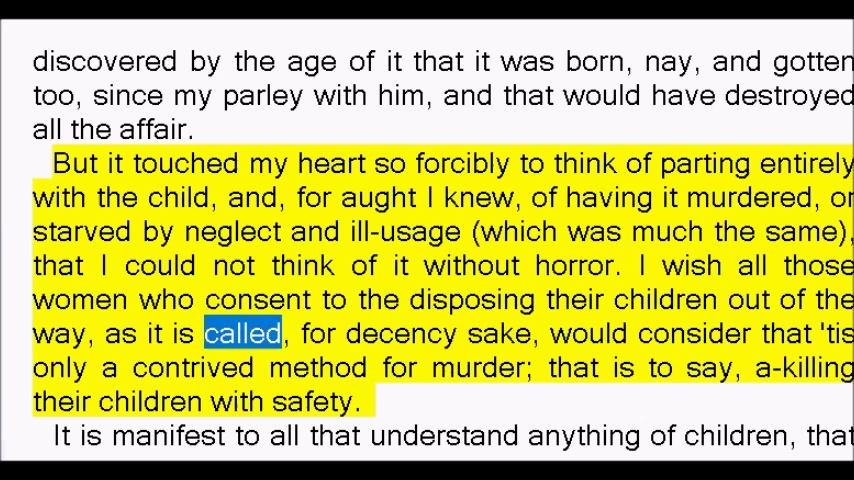 discovered by the age of it that it was born, nay, and gotten
too, since my parley with him, and that would have destroyed
all the affair.
But it touched my heart so forcibly to think of parting entirely
with the child, and, for aught I knew, of having it murdered, or
starved by neglect and ill-usage (which was much the same),
that I could not think of it without horror. I wish all those
women who consent to the disposing their children out of the
way, as it is called, for decency sake, would consider that 'tis
only a contrived method for murder; that is to say, a-killing
their children with safety.
It is manifest to all that understand anything of children, that